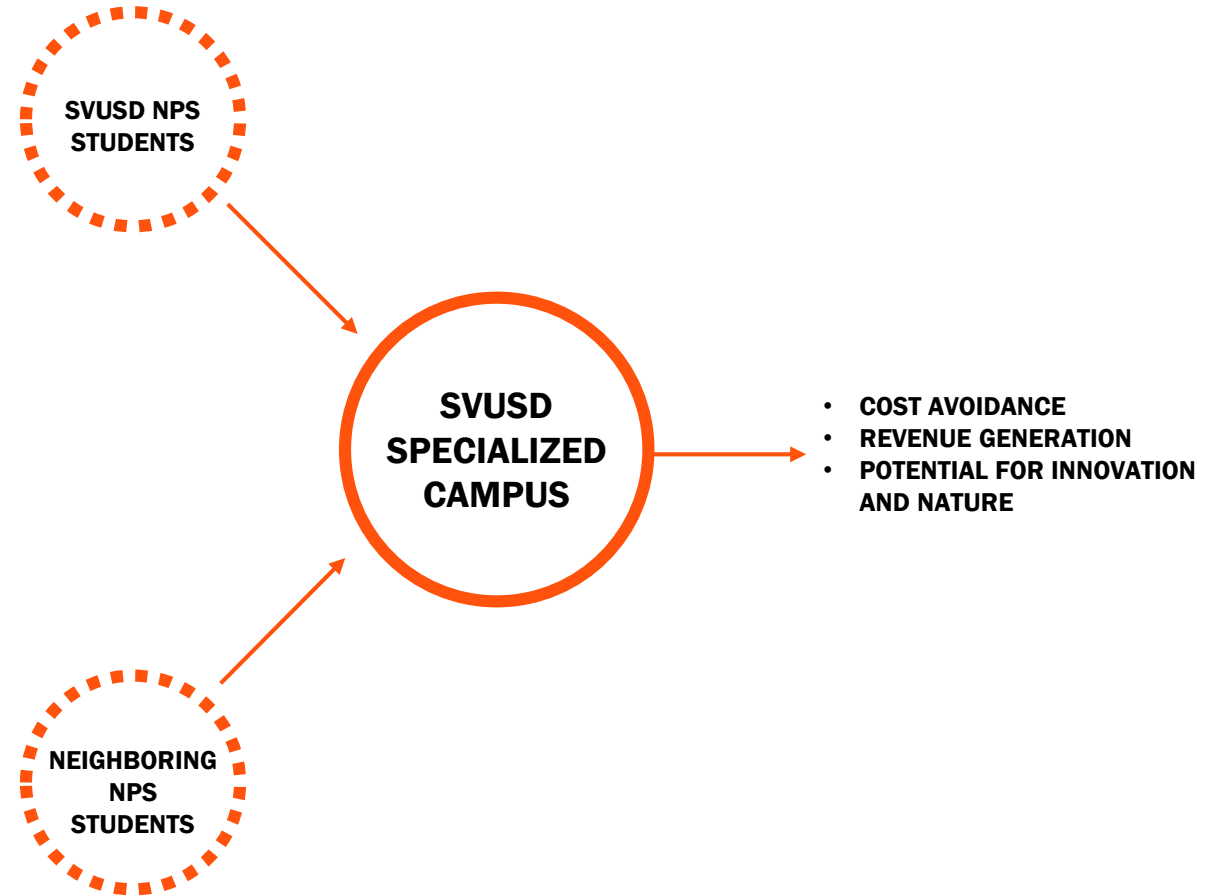 SVUSD NPS
STUDENTS
SVUSD
SPECIALIZED
CAMPUS
• COST AVOIDANCE
• REVENUE GENERATION
• POTENTIAL FOR INNOVATION
AND NATURE
NEIGHBORING
NPS
STUDENTS